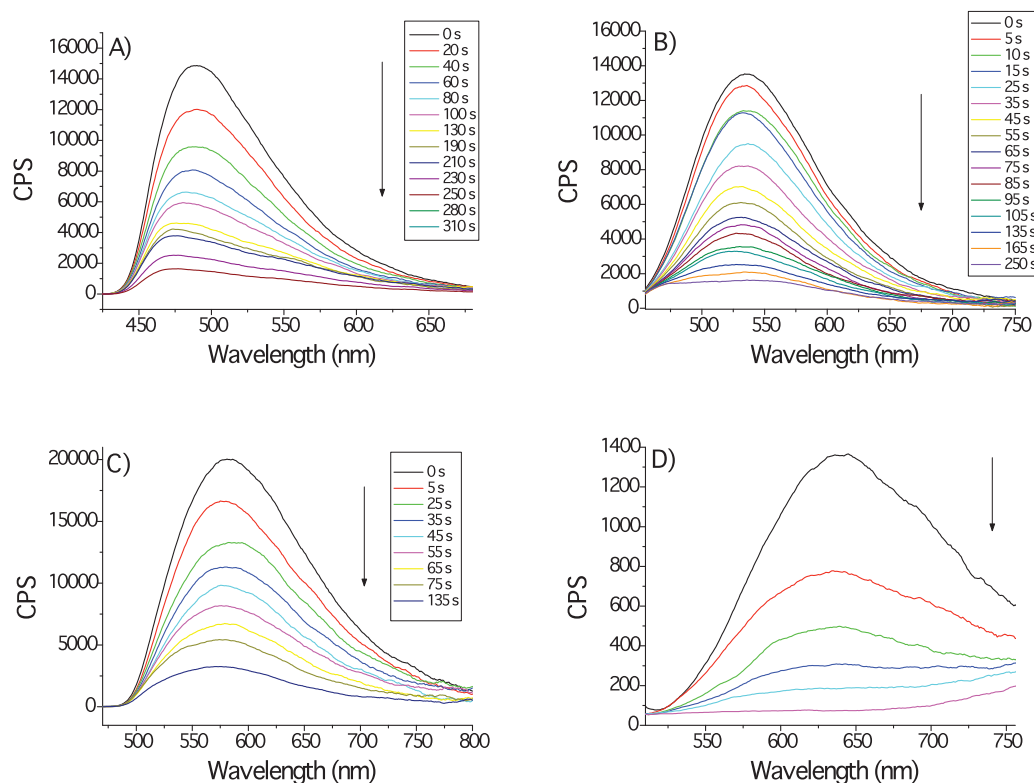 A)
CPS
16000
14000
12000
10000
8000
6000
4000
2000
0
450 500 550 600 650
Wavelength (nm)
0 s
20 s
40 s
60 s
80 s
100 s
130 s
190 s
210 s
230 s
250 s
280 s
310 s
B)
CPS
14000
12000
10000
8000
6000
4000
2000
0
500 550 600 650 700 750
Wavelength (nm)
0 s
5 s
10 s
15 s
25 s
35 s
45 s
55 s
65 s
75 s
85 s
95 s
105 s
135 s
165 s
250 s
C)
CPS
20000
15000
10000
5000
0
500 550 600 650 700 750 800
Wavelength (nm)
0 s
5 s
25 s
35 s
45 s
55 s
65 s
75 s
135 s
D)
CPS
1400
1200
1000
800
600
400
200
0
550 600 650 700 750
Wavelength (nm)